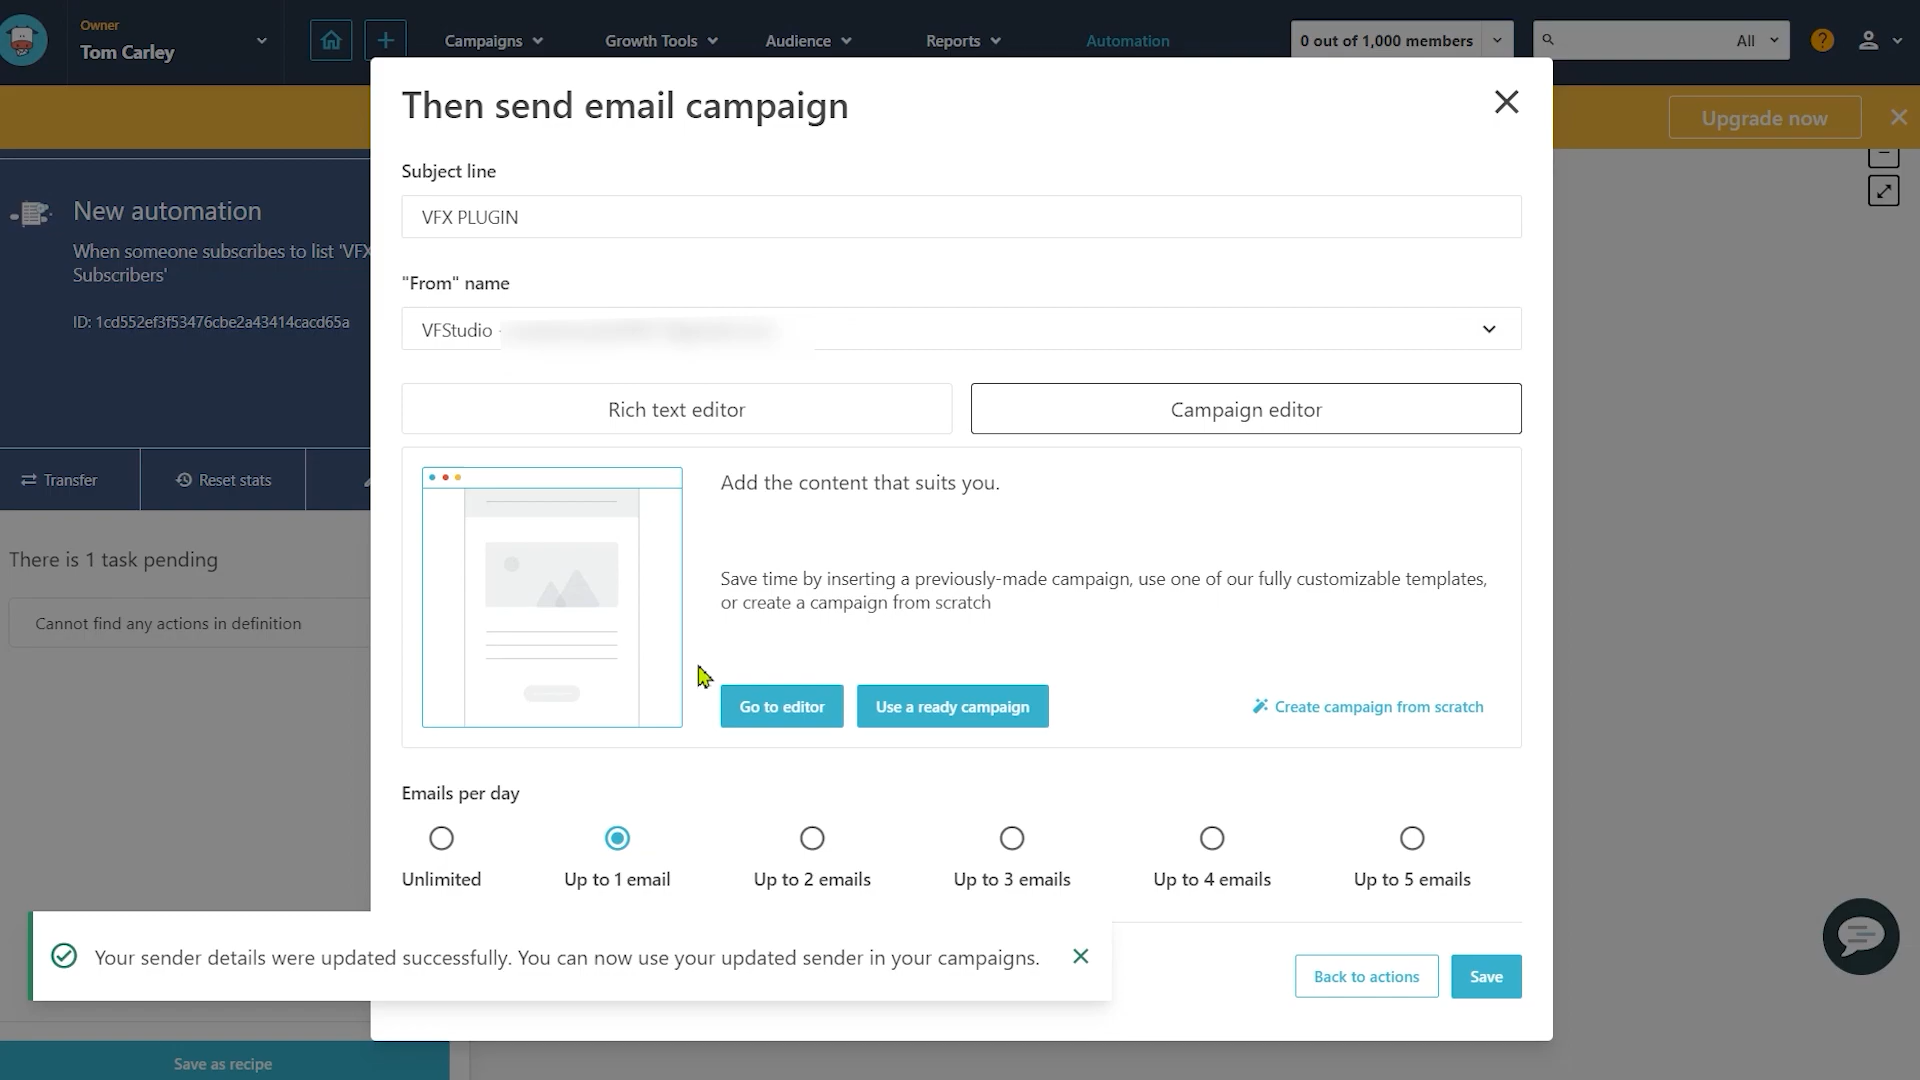 Owner
Tom Carley
Campaigns
Growth Tools
Audience
Reports
Automation
0 out of 1,000 members
All
?
Upgrade now
Then send email campaign
Subject line
VFX PLUGIN
"From" name
VFStudio
Rich text editor
Campaign editor
Add the content that suits you.
Save time by inserting a previously-made campaign, use one of our fully customizable templates,
or create a campaign from scratch
Go to editor
Use a ready campaign
Create campaign from scratch
Emails per day
Unlimited
Up to 1 email
Up to 2 emails
Up to 3 emails
Up to 4 emails
Up to 5 emails
Back to actions
Save
New automation
When someone subscribes to list 'VFX
Subscribers'
ID: 1cd552ef3f53476cbe2a43414cacd65a
Transfer
Reset stats
There is 1 task pending
Cannot find any actions in definition
Your sender details were updated successfully. You can now use your updated sender in your campaigns.
Save as recipe